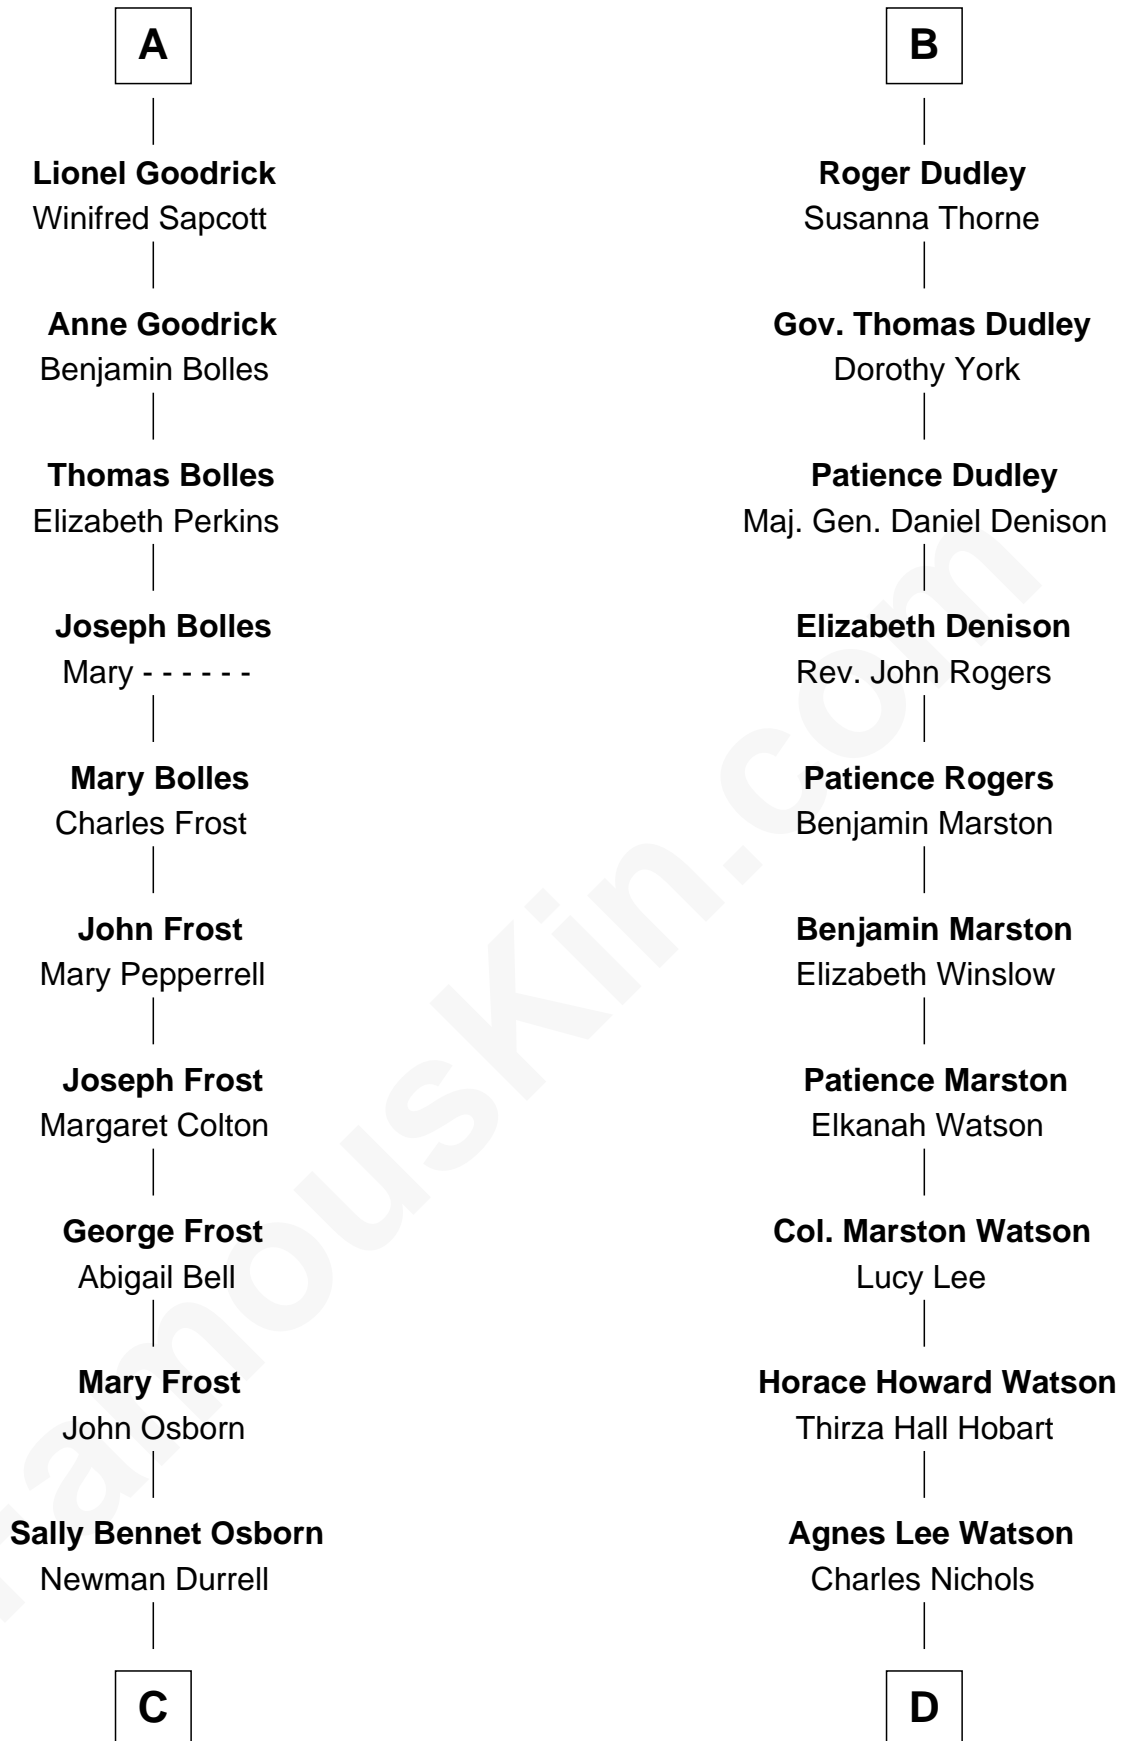 A
Lionel Goodrick
Winifred Sapcott
Anne Goodrick
Benjamin Bolles
Thomas Bolles
Elizabeth Perkins
Joseph Bolles
Mary - - - - - -
Mary Bolles
Charles Frost
John Frost
Mary Pepperrell
Joseph Frost
Margaret Colton
George Frost
Abigail Bell
Mary Frost
John Osborn
Sally Bennet Osborn
Newman Durrell
C
B
Roger Dudley
Susanna Thorne
Gov. Thomas Dudley
Dorothy York
Patience Dudley
Maj. Gen. Daniel Denison
Elizabeth Denison
Rev. John Rogers
Patience Rogers
Benjamin Marston
Benjamin Marston
Elizabeth Winslow
Patience Marston
Elkanah Watson
Col. Marston Watson
Lucy Lee
Horace Howard Watson
Thirza Hall Hobart
Agnes Lee Watson
Charles Nichols
D
FamousKin.com